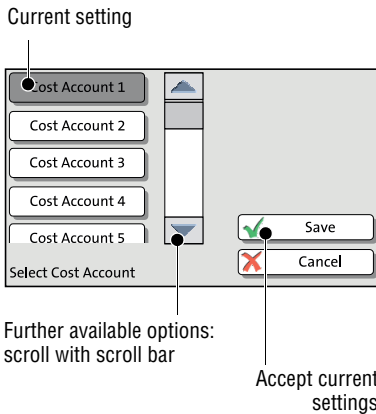 Current setting
Cost Account 1
Cost Account 2
Cost Account 3
Cost Account 4
Cost Account 5
Save
Cancel
Select Cost Account
Further available options:
scroll with scroll bar
Accept current
settings